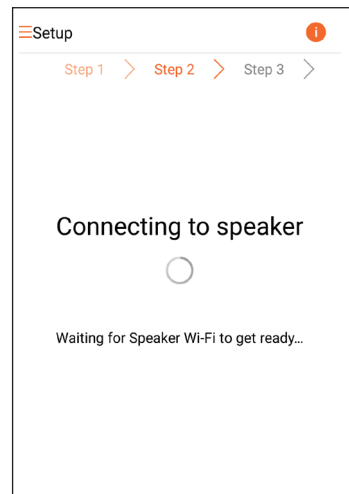 Setup
i
Step 1 Step 2 Step 3
Connecting to speaker
Waiting for Speaker Wi-Fi to get ready...